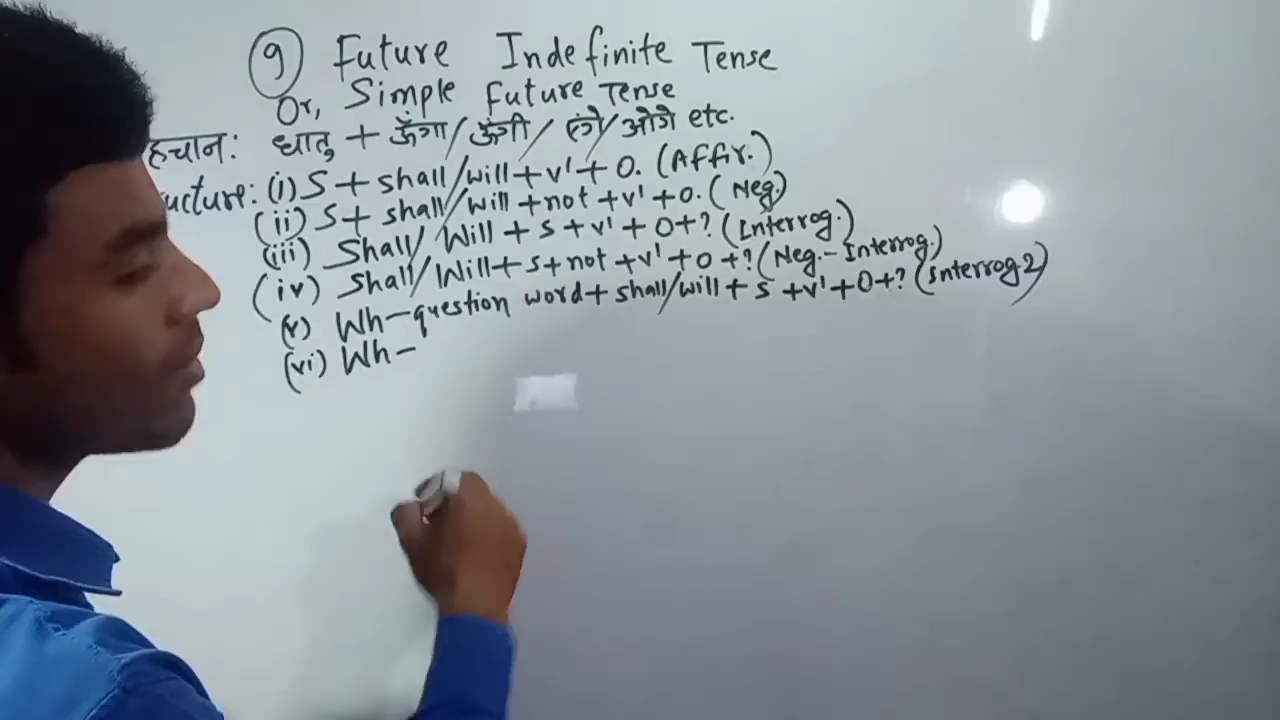 9 Future Indefinite Tense
Or, Simple Future Tense
हचान: धातु + ऊँगा/ऊँगी/ एंगे/ओगे etc.
ucture: (i) S + shall/will + v¹ + O. (Affir.)
(ii) S + shall/will + not + v¹ + O. (Neg)
(iii) Shall/Will + S + v¹ + O + ? (Interrog.)
(iv) Shall/Will + S + not + v¹ + O + ? (Neg.-Interrog.)
(v) Wh-question word + shall/will + S + v¹ + O + ? (Interrog 2)
(vi) Wh-